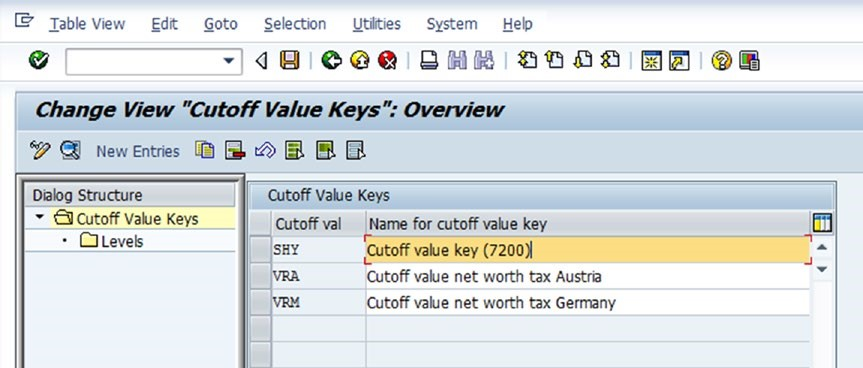 Table View Edit Goto Selection Utilities System Help
Change View "Cutoff Value Keys": Overview
New Entries
Dialog Structure
Cutoff Value Keys
Levels
Cutoff Value Keys
Cutoff val Name for cutoff value key
SHY Cutoff value key (7200)
VRA Cutoff value net worth tax Austria
VRM Cutoff value net worth tax Germany